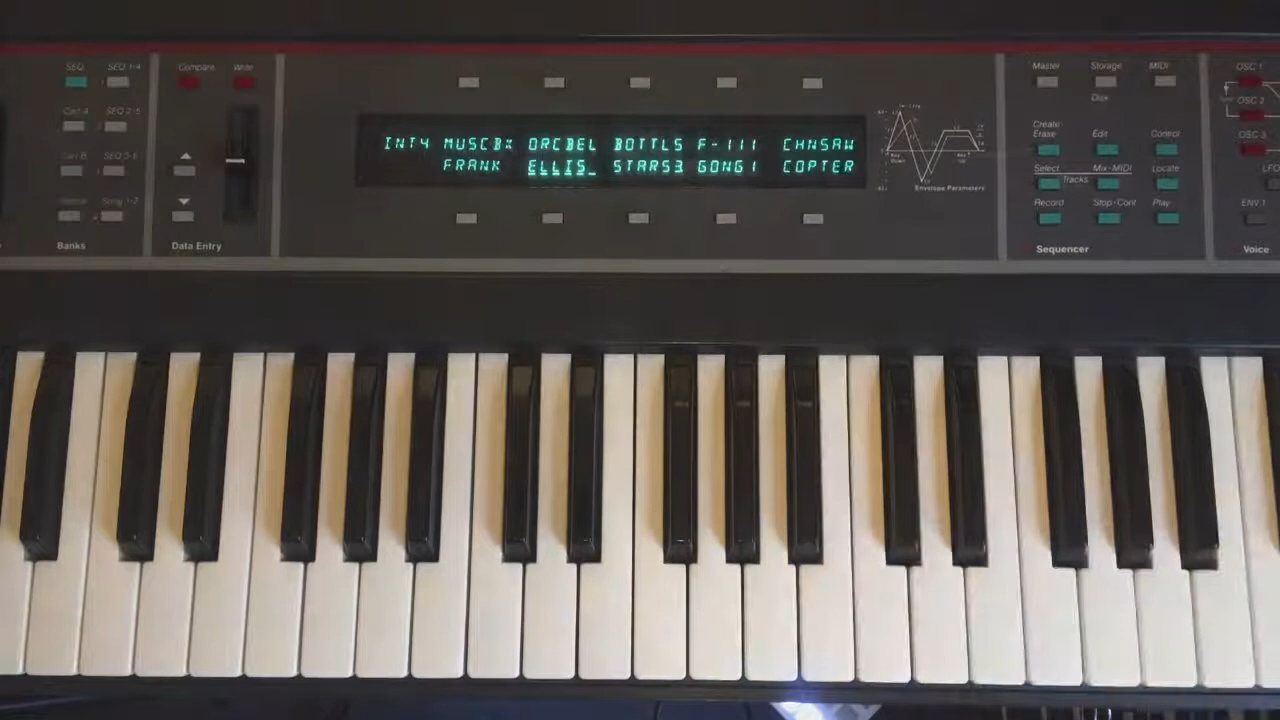 SEQ SEQ 1-4 Compare Write
Cart A SEQ 2-5
Cart B SEQ 3-6
Song 1-7
Banks Data Entry
INT4 MUSCBX ORCBEL BOTTLS F-111 CHNSAW
FRANK ELLIS_ STARS3 GONG1 COPTER
Key Down
Envelope Parameters
Master Storage MIDI
Disk
Create Erase Edit Control
Select Mix-MIDI Locate
Tracks
Record Stop-Cont Play
Sequencer
OSC 1
OSC 2
OSC 3
LFO
ENV 1
Voice